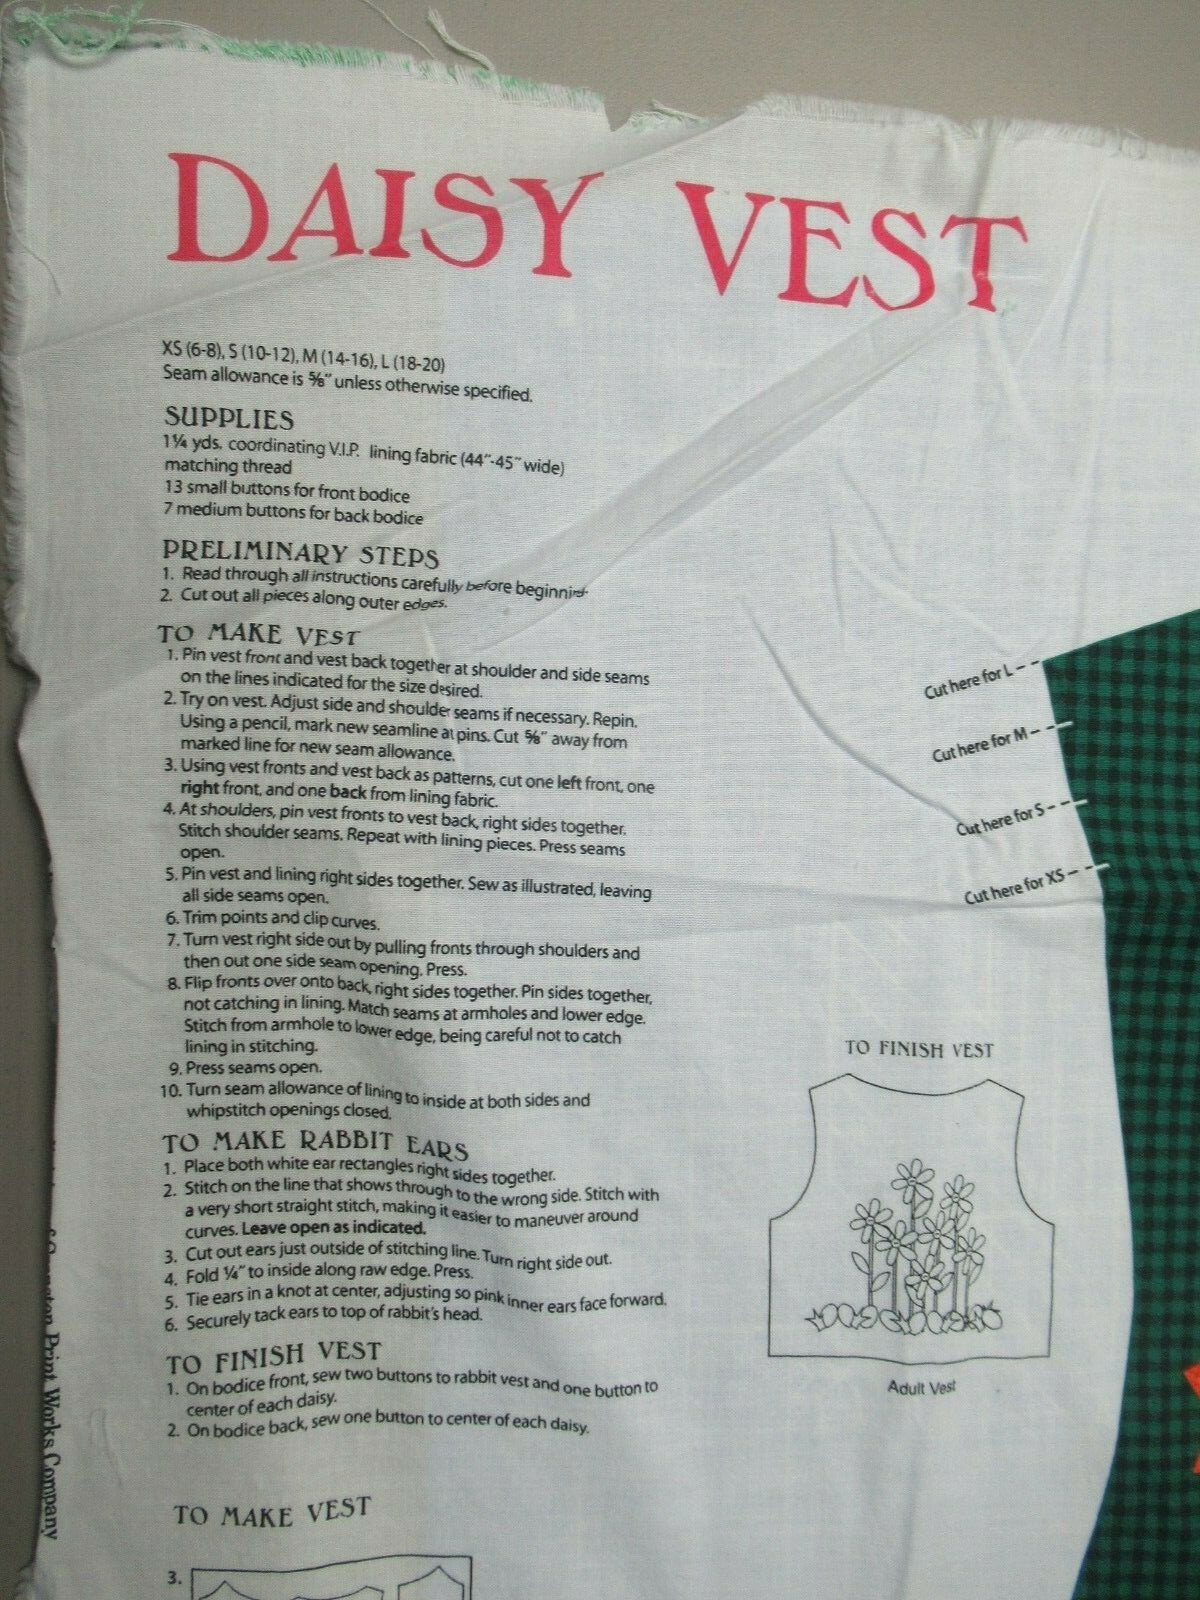 DAISY VEST
XS (6-8), S (10-12), M (14-16), L (18-20)
Seam allowance is ⅝" unless otherwise specified.
SUPPLIES
1¼ yds. coordinating V.I.P. lining fabric (44"-45" wide)
matching thread
13 small buttons for front bodice
7 medium buttons for back bodice
PRELIMINARY STEPS
1. Read through all instructions carefully before beginning.
2. Cut out all pieces along outer edges.
TO MAKE VEST
1. Pin vest front and vest back together at shoulder and side seams
on the lines indicated for the size desired.
2. Try on vest. Adjust side and shoulder seams if necessary. Repin.
Using a pencil, mark new seamline at pins. Cut ⅝" away from
marked line for new seam allowance.
3. Using vest fronts and vest back as patterns, cut one left front, one
right front, and one back from lining fabric.
4. At shoulders, pin vest fronts to vest back, right sides together.
Stitch shoulder seams. Repeat with lining pieces. Press seams
open.
5. Pin vest and lining right sides together. Sew as illustrated, leaving
all side seams open.
6. Trim points and clip curves.
7. Turn vest right side out by pulling fronts through shoulders and
then out one side seam opening. Press.
8. Flip fronts over onto back, right sides together. Pin sides together,
not catching in lining. Match seams at armholes and lower edge.
Stitch from armhole to lower edge, being careful not to catch
lining in stitching.
9. Press seams open.
10. Turn seam allowance of lining to inside at both sides and
whipstitch openings closed.
TO MAKE RABBIT EARS
1. Place both white ear rectangles right sides together.
2. Stitch on the line that shows through to the wrong side. Stitch with
a very short straight stitch, making it easier to maneuver around
curves. Leave open as indicated.
3. Cut out ears just outside of stitching line. Turn right side out.
4. Fold ¼" to inside along raw edge. Press.
5. Tie ears in a knot at center, adjusting so pink inner ears face forward.
6. Securely tack ears to top of rabbit's head.
TO FINISH VEST
1. On bodice front, sew two buttons to rabbit vest and one button to
center of each daisy.
2. On bodice back, sew one button to center of each daisy.
TO MAKE VEST
3.
Cut here for L
Cut here for M
Cut here for S
Cut here for XS
TO FINISH VEST
Adult Vest
Print Works Company